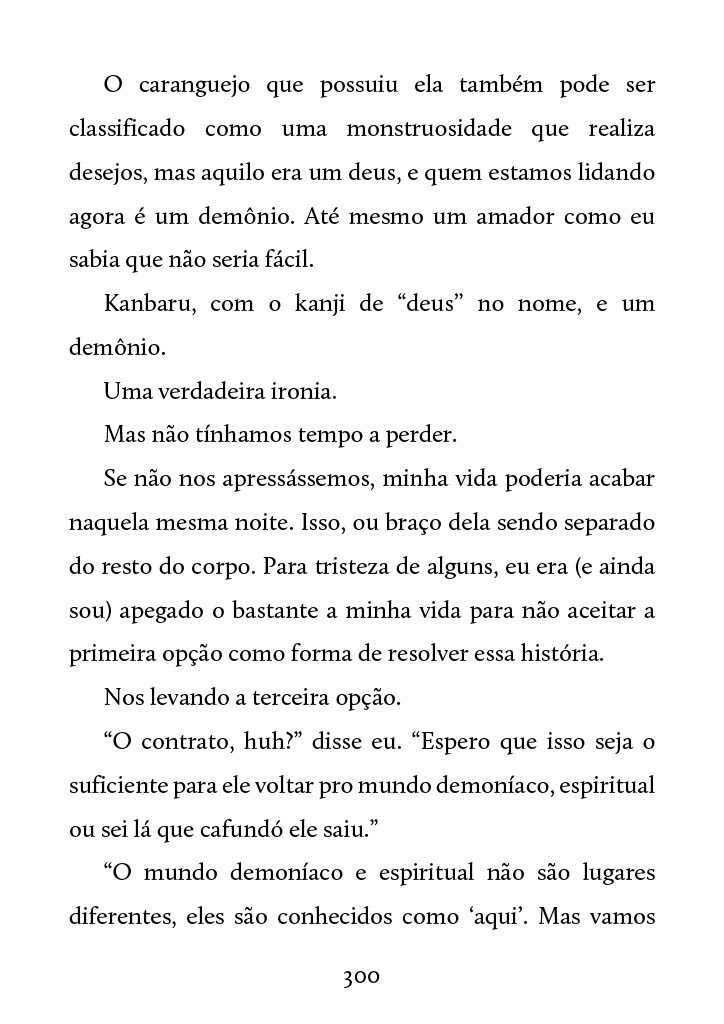 O caranguejo que possuiu ela também pode ser
classificado como uma monstruosidade que realiza
desejos, mas aquilo era um deus, e quem estamos lidando
agora é um demônio. Até mesmo um amador como eu
sabia que não seria fácil.
Kanbaru, com o kanji de “deus” no nome, e um
demônio.
Uma verdadeira ironia.
Mas não tínhamos tempo a perder.
Se não nos apressássemos, minha vida poderia acabar
naquela mesma noite. Isso, ou braço dela sendo separado
do resto do corpo. Para tristeza de alguns, eu era (e ainda
sou) apegado o bastante a minha vida para não aceitar a
primeira opção como forma de resolver essa história.
Nos levando a terceira opção.
“O contrato, huh?” disse eu. “Espero que isso seja o
suficiente para ele voltar pro mundo demoníaco, espiritual
ou sei lá que cafundó ele saiu.”
“O mundo demoníaco e espiritual não são lugares
diferentes, eles são conhecidos como ‘aqui’. Mas vamos
300